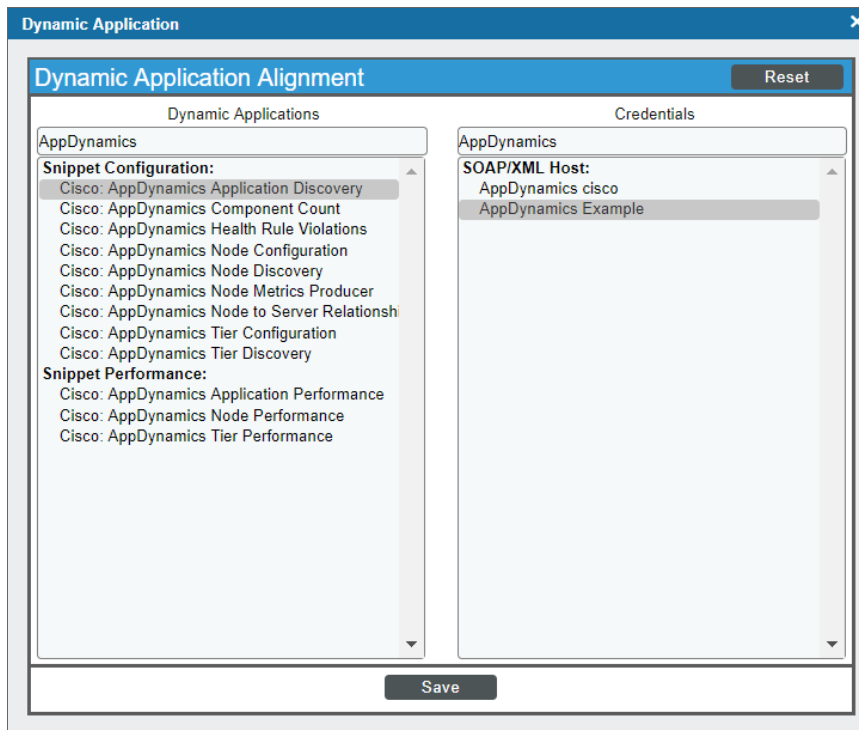 Dynamic Application
Dynamic Application Alignment
Reset
Dynamic Applications
AppDynamics
Snippet Configuration:
Cisco: AppDynamics Application Discovery
Cisco: AppDynamics Component Count
Cisco: AppDynamics Health Rule Violations
Cisco: AppDynamics Node Configuration
Cisco: AppDynamics Node Discovery
Cisco: AppDynamics Node Metrics Producer
Cisco: AppDynamics Node to Server Relationshi
Cisco: AppDynamics Tier Configuration
Cisco: AppDynamics Tier Discovery
Snippet Performance:
Cisco: AppDynamics Application Performance
Cisco: AppDynamics Node Performance
Cisco: AppDynamics Tier Performance
Credentials
AppDynamics
SOAP/XML Host:
AppDynamics cisco
AppDynamics Example
Save